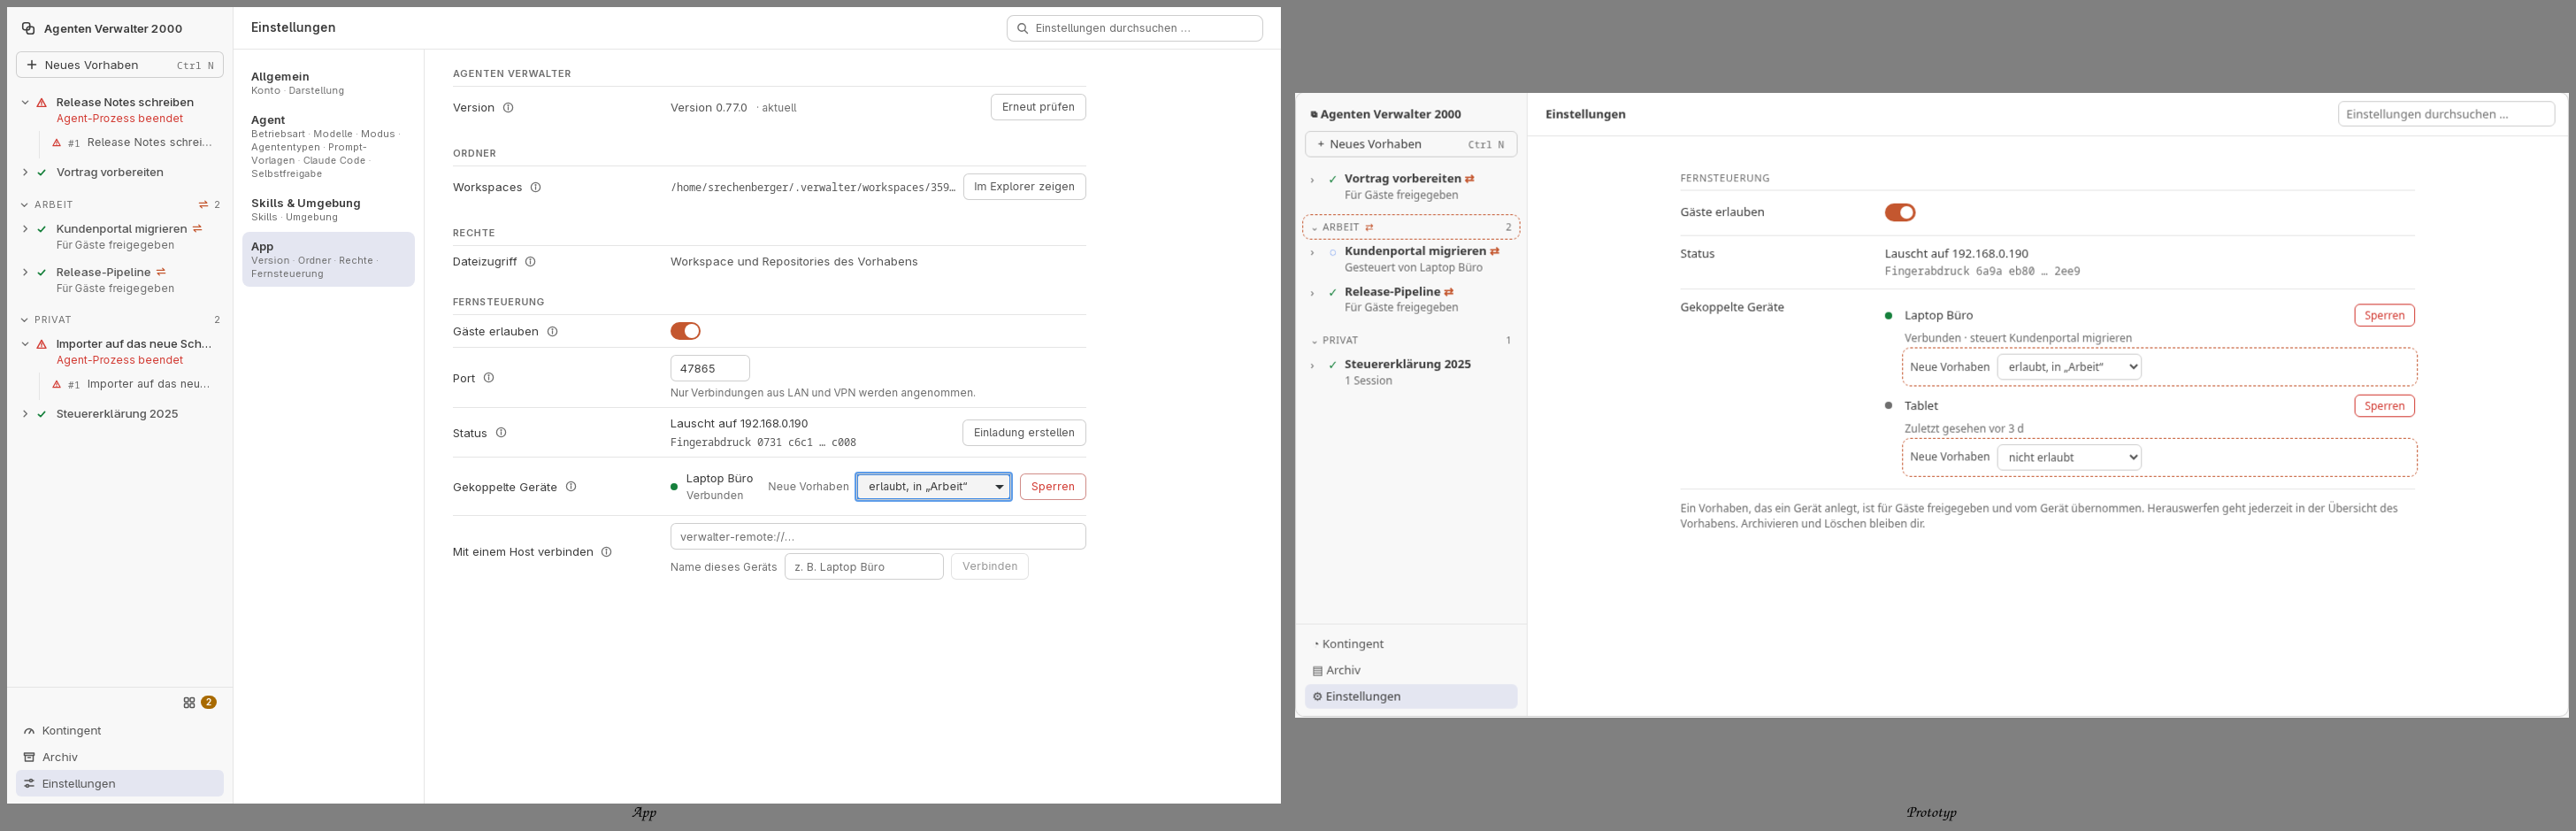 Agenten Verwalter 2000
Neues Vorhaben Ctrl N
Release Notes schreiben
Agent-Prozess beendet
#1 Release Notes schrei…
Vortrag vorbereiten
ARBEIT 2
Kundenportal migrieren
Für Gäste freigegeben
Release-Pipeline
Für Gäste freigegeben
PRIVAT 2
Importer auf das neue Sch…
Agent-Prozess beendet
#1 Importer auf das neu…
Steuererklärung 2025
2
Kontingent
Archiv
Einstellungen
Einstellungen
Einstellungen durchsuchen …
Allgemein
Konto · Darstellung
Agent
Betriebsart · Modelle · Modus ·
Agententypen · Prompt-
Vorlagen · Claude Code ·
Selbstfreigabe
Skills & Umgebung
Skills · Umgebung
App
Version · Ordner · Rechte ·
Fernsteuerung
AGENTEN VERWALTER
Version Version 0.77.0 · aktuell Erneut prüfen
ORDNER
Workspaces /home/srechenberger/.verwalter/workspaces/359… Im Explorer zeigen
RECHTE
Dateizugriff Workspace und Repositories des Vorhabens
FERNSTEUERUNG
Gäste erlauben
Port 47865
Nur Verbindungen aus LAN und VPN werden angenommen.
Status Lauscht auf 192.168.0.190
Fingerabdruck 0731 c6c1 … c008
Einladung erstellen
Gekoppelte Geräte Laptop Büro
Verbunden
Neue Vorhaben erlaubt, in „Arbeit“ Sperren
Mit einem Host verbinden verwalter-remote://…
Name dieses Geräts z. B. Laptop Büro Verbinden
App
Agenten Verwalter 2000
+ Neues Vorhaben Ctrl N
Vortrag vorbereiten ⇄
Für Gäste freigegeben
ARBEIT ⇄ 2
Kundenportal migrieren ⇄
Gesteuert von Laptop Büro
Release-Pipeline ⇄
Für Gäste freigegeben
PRIVAT 1
Steuererklärung 2025
1 Session
Kontingent
Archiv
Einstellungen
Einstellungen
Einstellungen durchsuchen …
FERNSTEUERUNG
Gäste erlauben
Status Lauscht auf 192.168.0.190
Fingerabdruck 6a9a eb80 … 2ee9
Gekoppelte Geräte Laptop Büro Sperren
Verbunden · steuert Kundenportal migrieren
Neue Vorhaben erlaubt, in „Arbeit“
Tablet Sperren
Zuletzt gesehen vor 3 d
Neue Vorhaben nicht erlaubt
Ein Vorhaben, das ein Gerät anlegt, ist für Gäste freigegeben und vom Gerät übernommen. Herauswerfen geht jederzeit in der Übersicht des
Vorhabens. Archivieren und Löschen bleiben dir.
Prototyp